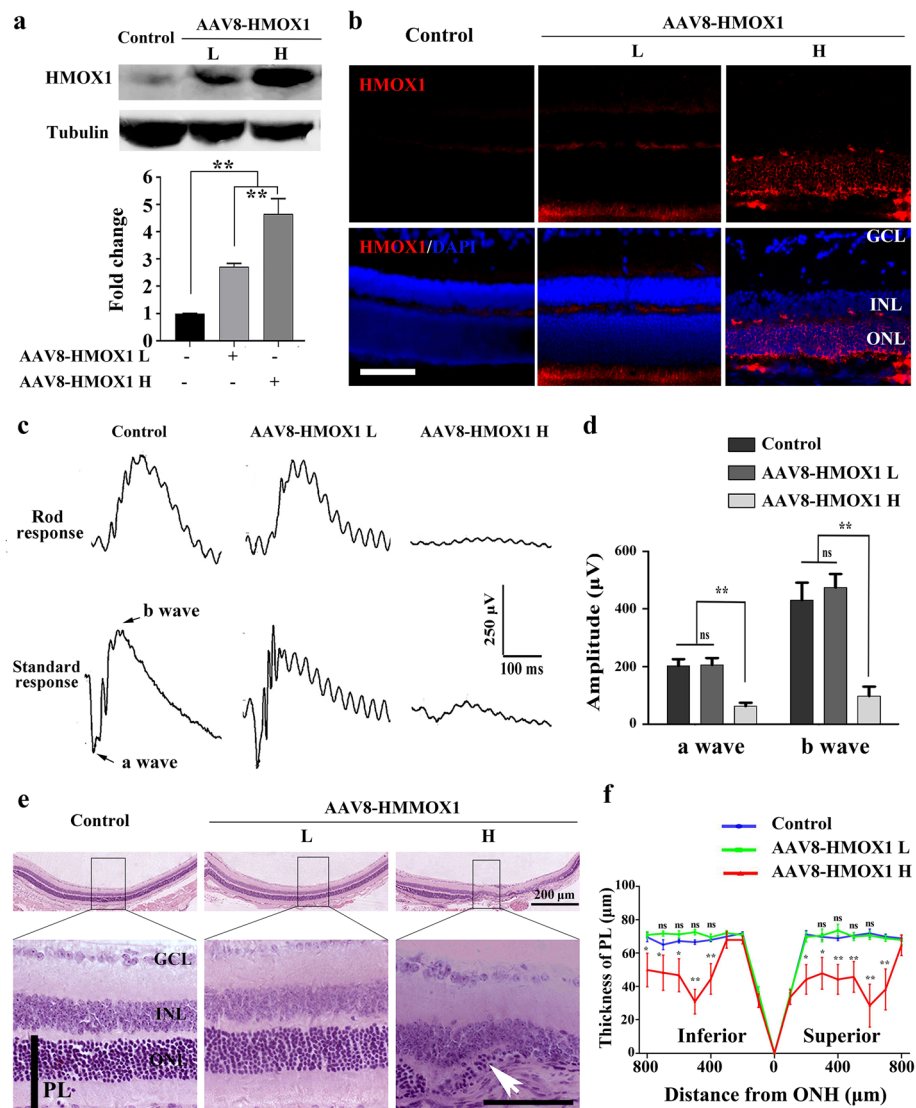 a
Control
AAV8-HMOX1
L
H
HMOX1
Tubulin
**
**
6
5
4
3
2
1
0
Fold change
AAV8-HMOX1 L
-
+
-
AAV8-HMOX1 H
-
-
+
b
Control
AAV8-HMOX1
L
H
HMOX1
HMOX1/DAPI
GCL
INL
ONL
c
Control
AAV8-HMOX1 L
AAV8-HMOX1 H
Rod
response
b wave
Standard
response
a wave
250 μV
100 ms
d
Control
AAV8-HMOX1 L
AAV8-HMOX1 H
600
400
200
0
Amplitude (μV)
**
ns
**
ns
a wave
b wave
e
Control
AAV8-HMMOX1
L
H
200 μm
GCL
INL
ONL
PL
f
Control
AAV8-HMOX1 L
AAV8-HMOX1 H
Thickness of PL (μm)
100
80
60
40
20
0
ns ns ns ns
ns ns ns ns
* * * ** **
* * ** ** ** **
Inferior
Superior
800 400 0 400 800
Distance from ONH (μm)